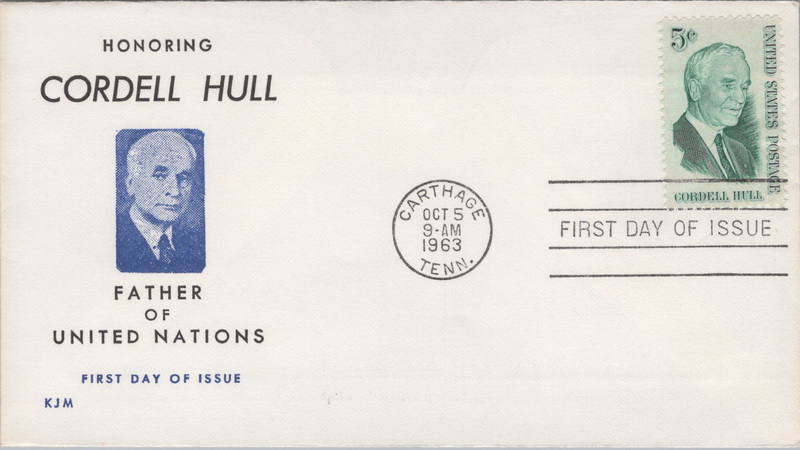 HONORING
CORDELL HULL
FATHER
OF
UNITED NATIONS
FIRST DAY OF ISSUE
KJM
CARTHAGE
OCT 5
9-AM
1963
TENN.
5c
UNITED STATES POSTAGE
CORDELL HULL
FIRST DAY OF ISSUE